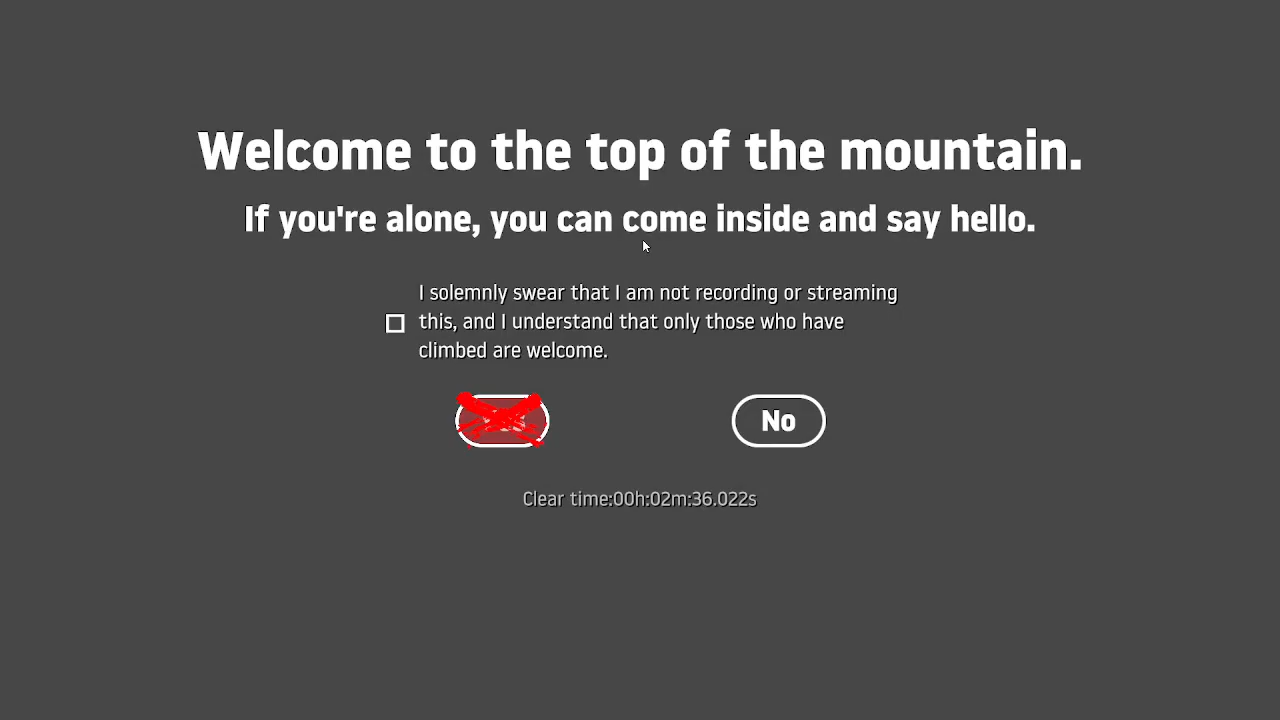 Welcome to the top of the mountain.
If you're alone, you can come inside and say hello.
I solemnly swear that I am not recording or streaming
this, and I understand that only those who have
climbed are welcome.
No
Clear time:00h:02m:36.022s